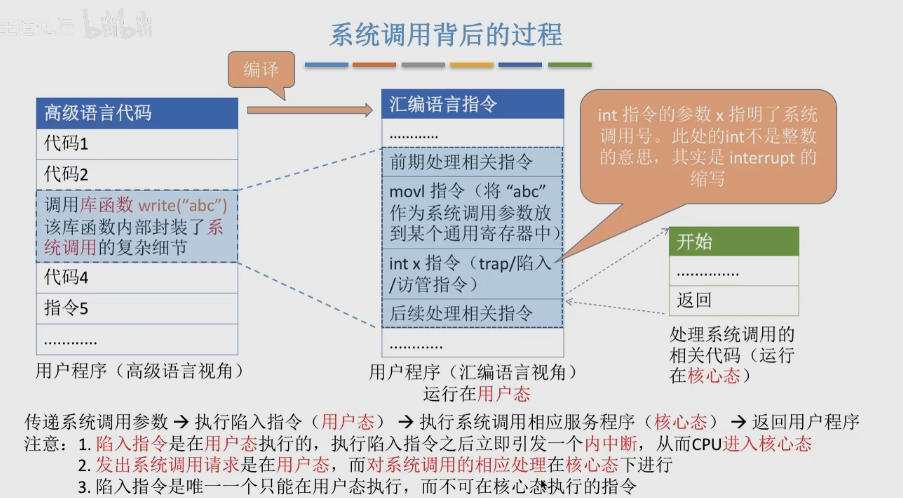 bilibili
系统调用背后的过程
编译
高级语言代码
代码1
代码2
调用库函数 write(“abc”)
该库函数内部封装了系
统调用的复杂细节
代码4
指令5
…………
用户程序（高级语言视角）
汇编语言指令
…………
前期处理相关指令
movl 指令（将 “abc”
作为系统调用参数放
到某个通用寄存器中）
int x 指令（trap/陷入
/访管指令）
后续处理相关指令
…………
用户程序（汇编语言视角）
运行在用户态
int 指令的参数 x 指明了系统
调用号。此处的int不是整数
的意思，其实是 interrupt 的
缩写
开始
…………..
返回
处理系统调用的
相关代码（运行
在核心态）
传递系统调用参数 → 执行陷入指令（用户态） → 执行系统调用相应服务程序（核心态） → 返回用户程序
注意：1. 陷入指令是在用户态执行的，执行陷入指令之后立即引发一个内中断，从而CPU进入核心态
2. 发出系统调用请求是在用户态，而对系统调用的相应处理在核心态下进行
3. 陷入指令是唯一一个只能在用户态执行，而不可在核心态执行的指令